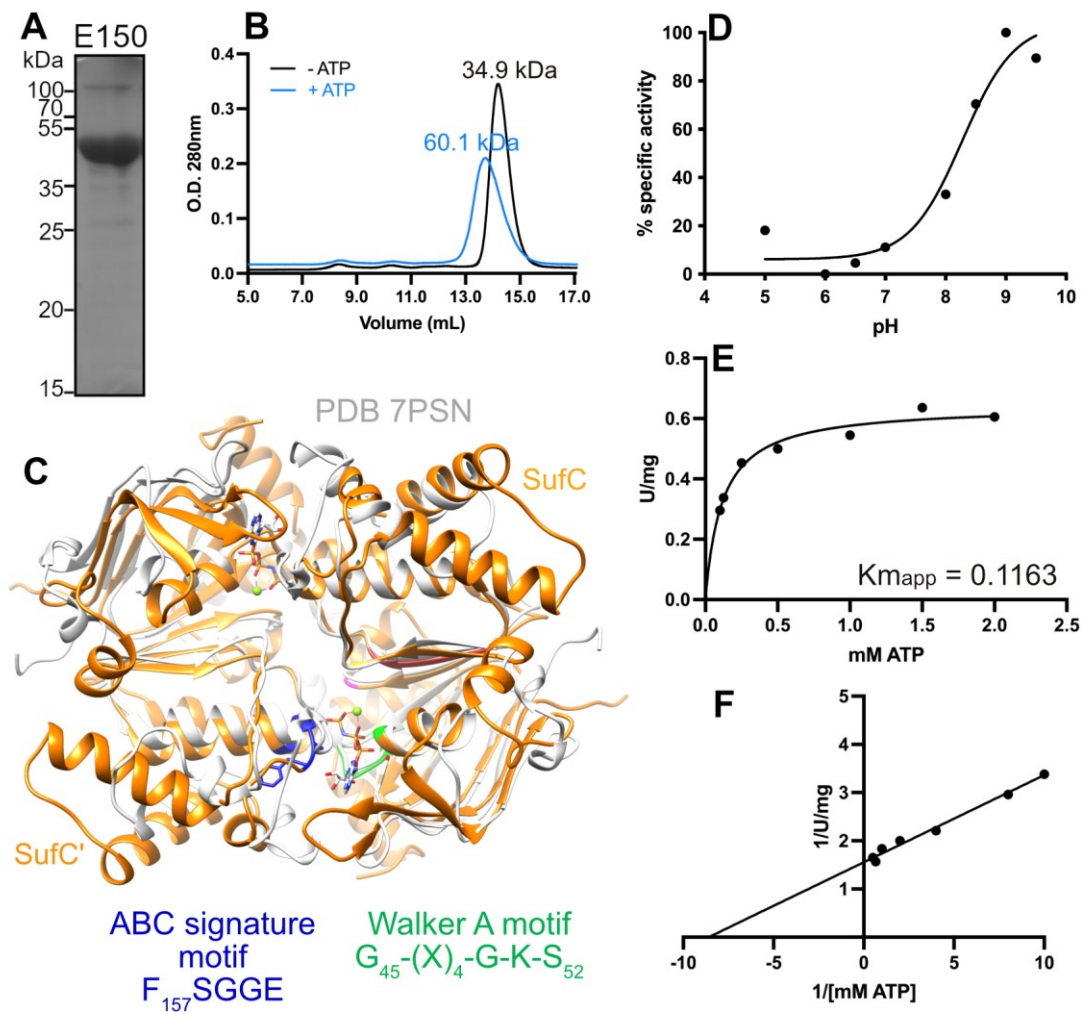 A
E150
kDa
100
70
55
35
25
20
15
B
- ATP
+ ATP
34.9 kDa
60.1 kDa
O.D. 280nm
0.4
0.3
0.2
0.1
0.0
5.0 7.0 9.0 11.0 13.0 15.0 17.0
Volume (mL)
C
PDB 7PSN
SufC
SufC'
ABC signature
motif
F157SGGE
Walker A motif
G45-(X)4-G-K-S52
D
% specific activity
100
80
60
40
20
0
4 5 6 7 8 9 10
pH
E
U/mg
0.8
0.6
0.4
0.2
0.0
Kmapp = 0.1163
0.0 0.5 1.0 1.5 2.0 2.5
mM ATP
F
1/U/mg
5
4
3
2
1
-10 -5 0 5 10
1/[mM ATP]